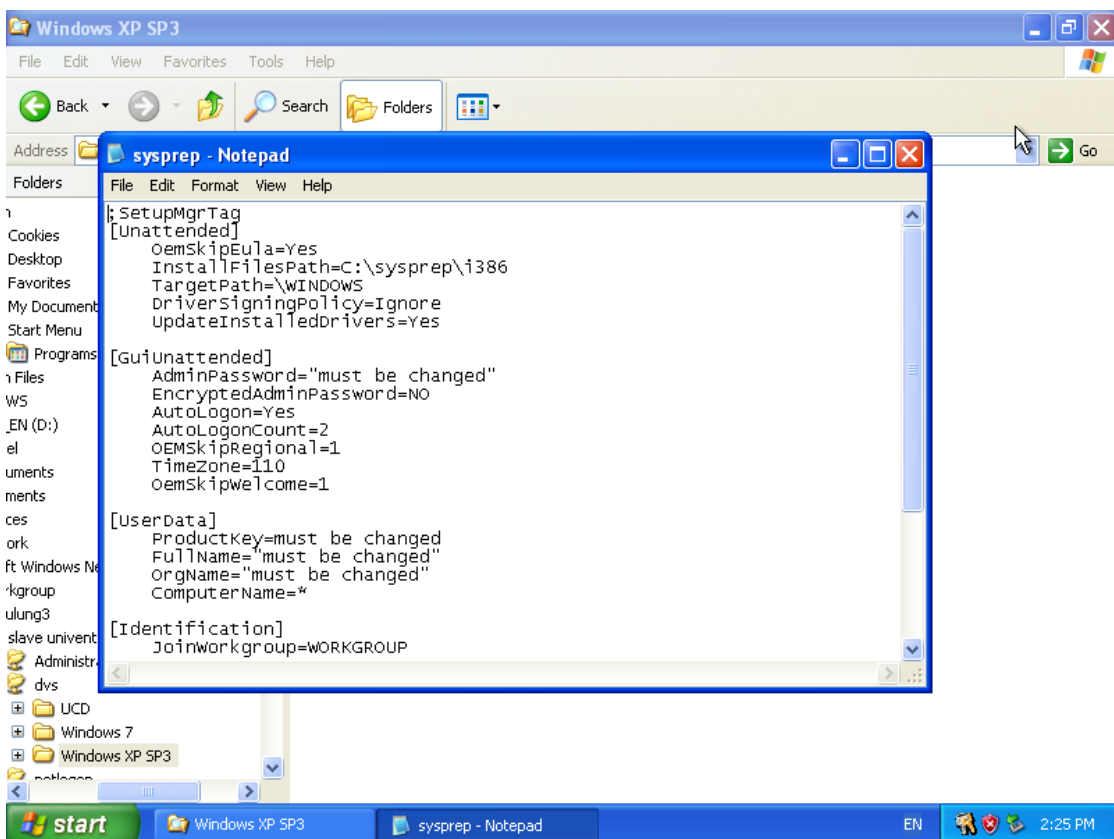 Windows XP SP3
File Edit View Favorites Tools Help
Back Search Folders
Address Go
Folders
sysprep - Notepad
File Edit Format View Help
;SetupMgrTag
[Unattended]
OemSkipEula=Yes
InstallFilesPath=C:\sysprep\i386
TargetPath=\WINDOWS
DriverSigningPolicy=Ignore
UpdateInstalledDrivers=Yes
[GuiUnattended]
AdminPassword="must be changed"
EncryptedAdminPassword=NO
AutoLogon=Yes
AutoLogonCount=2
OEMSkipRegional=1
TimeZone=110
OemSkipWelcome=1
[UserData]
ProductKey=must be changed
FullName="must be changed"
OrgName="must be changed"
ComputerName=*
[Identification]
JoinWorkgroup=WORKGROUP
Cookies
Desktop
Favorites
My Document
Start Menu
Programs
Files
WS
_EN (D:)
el
uments
ments
ces
ork
ft Windows Ne
rkgroup
ulung3
slave univent
Administra
dvs
UCD
Windows 7
Windows XP SP3
start
Windows XP SP3
sysprep - Notepad
EN
2:25 PM